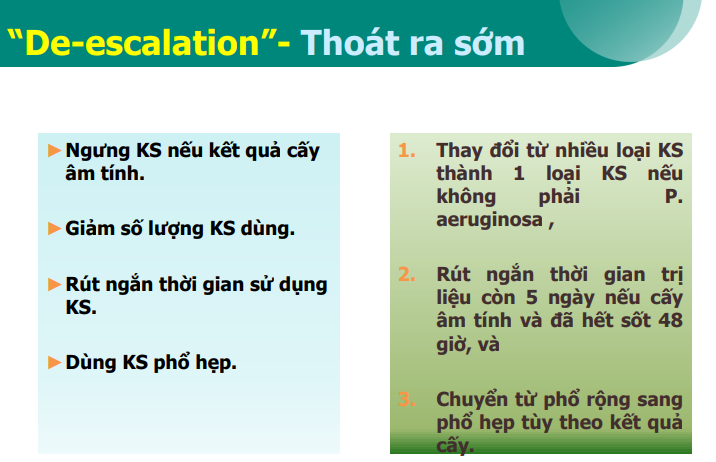 “De-escalation”- Thoát ra sớm
►Ngưng KS nếu kết quả cấy
âm tính.
►Giảm số lượng KS dùng.
►Rút ngắn thời gian sử dụng
KS.
►Dùng KS phổ hẹp.
1. Thay đổi từ nhiều loại KS
thành 1 loại KS nếu
không phải P.
aeruginosa ,
2. Rút ngắn thời gian trị
liệu còn 5 ngày nếu cấy
âm tính và đã hết sốt 48
giờ, và
3. Chuyển từ phổ rộng sang
phổ hẹp tùy theo kết quả
cấy.